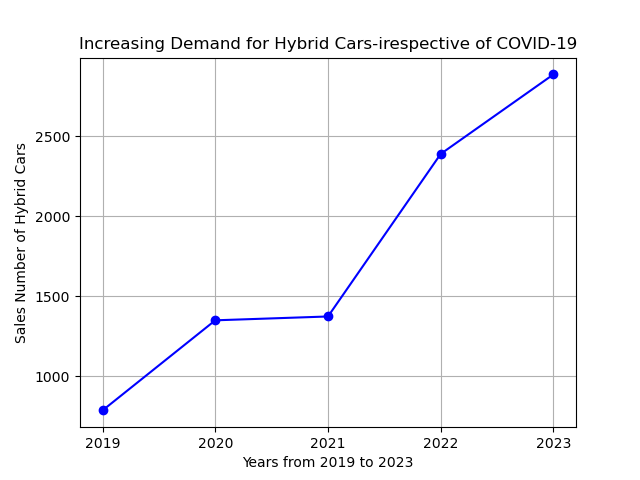 Increasing Demand for Hybrid Cars-irespective of COVID-19
Sales Number of Hybrid Cars
2500
2000
1500
1000
2019 2020 2021 2022 2023
Years from 2019 to 2023